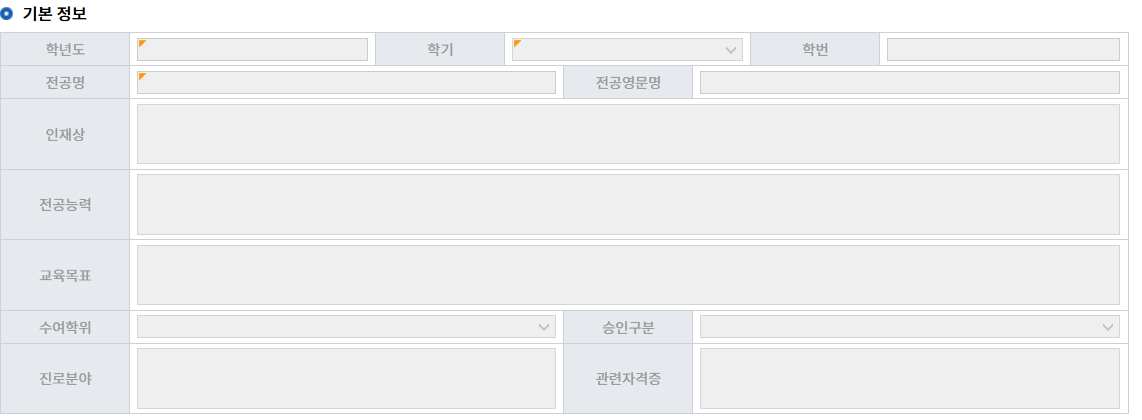 기본 정보
학년도 학기 학번
전공명 전공영문명
인재상
전공능력
교육목표
수여학위 승인구분
진로분야 관련자격증